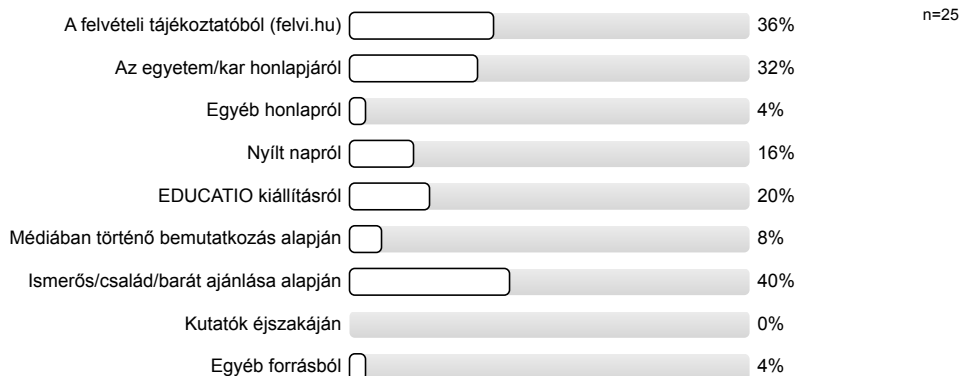 A felvételi tájékoztatóból (felvi.hu) 36% n=25
Az egyetem/kar honlapjáról 32%
Egyéb honlapról 4%
Nyílt napról 16%
EDUCATIO kiállításról 20%
Médiában történő bemutatkozás alapján 8%
Ismerős/család/barát ajánlása alapján 40%
Kutatók éjszakáján 0%
Egyéb forrásból 4%